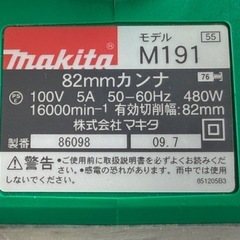 makita
モデル 55
M191
82mmカンナ 76
100V 5A 50-60Hz 480W
16000min⁻¹ 有効切削幅:82mm
株式会社マキタ
製番 86098 09.7
警告 ●ご使用前に取扱説明書を必ずよくお読みください。
●感電の恐れがあります。雨中では使用しない
851205B3